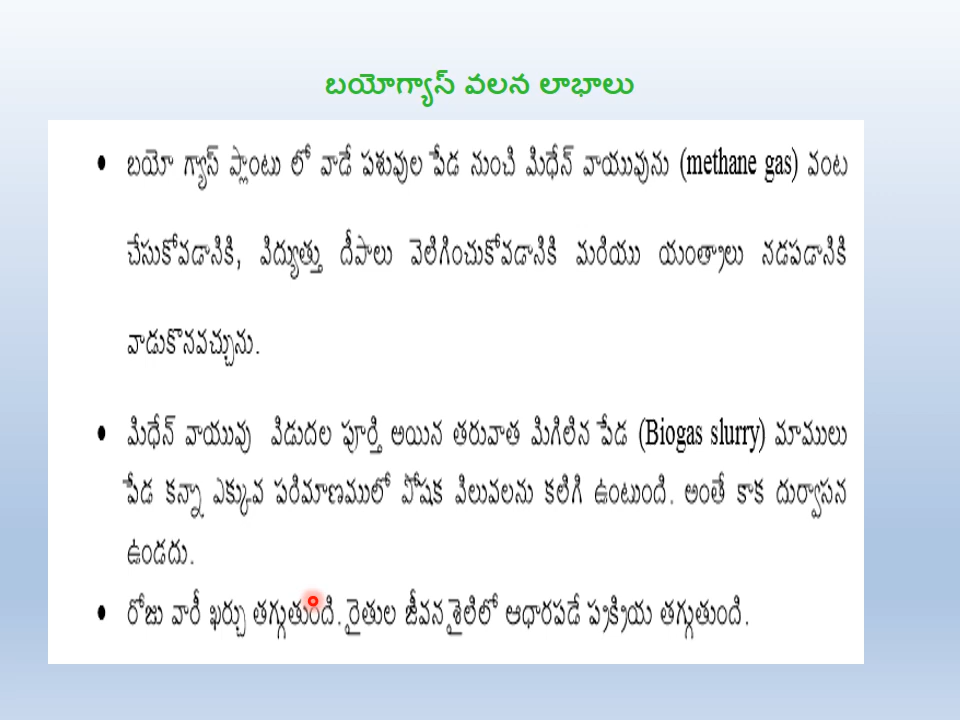 బయోగ్యాస్ వలన లాభాలు
• బయో గ్యాస్ ప్లాంటు లో వాడే పశువుల పేడ నుంచి మిధేన్ వాయువును (methane gas) వంట
చేసుకోవడానికి, విద్యుత్తు దీపాలు వెలిగించుకోవడానికి మరియు యంత్రాలు నడపడానికి
వాడుకొనవచ్చును.
• మిధేన్ వాయువు విడుదల పూర్తి అయిన తరువాత మిగిలిన పేడ (Biogas slurry) మాములు
పేడ కన్నా ఎక్కువ పరిమాణములో పోషక విలువలను కలిగి ఉంటుంది. అంతే కాక దుర్వాసన
ఉండదు.
• రోజు వారీ ఖర్చు తగ్గుతుంది. రైతుల జీవన శైలిలో ఆధారపడే ప్రక్రియ తగ్గుతుంది.